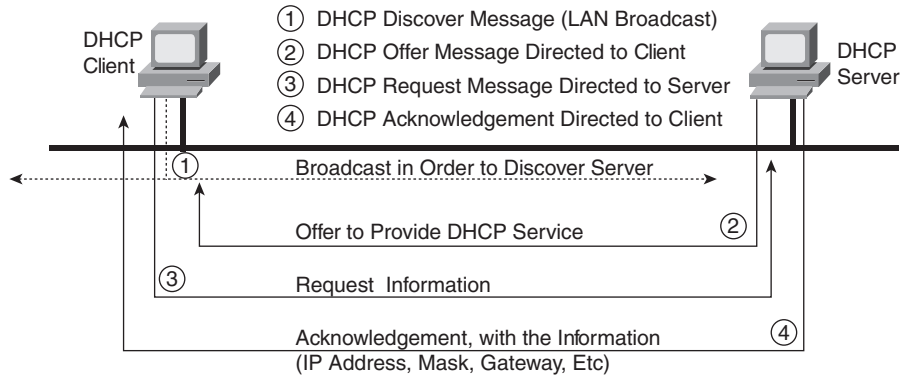 ① DHCP Discover Message (LAN Broadcast)
② DHCP Offer Message Directed to Client
③ DHCP Request Message Directed to Server
④ DHCP Acknowledgement Directed to Client
DHCP
Client
DHCP
Server
① Broadcast in Order to Discover Server
Offer to Provide DHCP Service ②
③ Request Information
Acknowledgement, with the Information ④
(IP Address, Mask, Gateway, Etc)